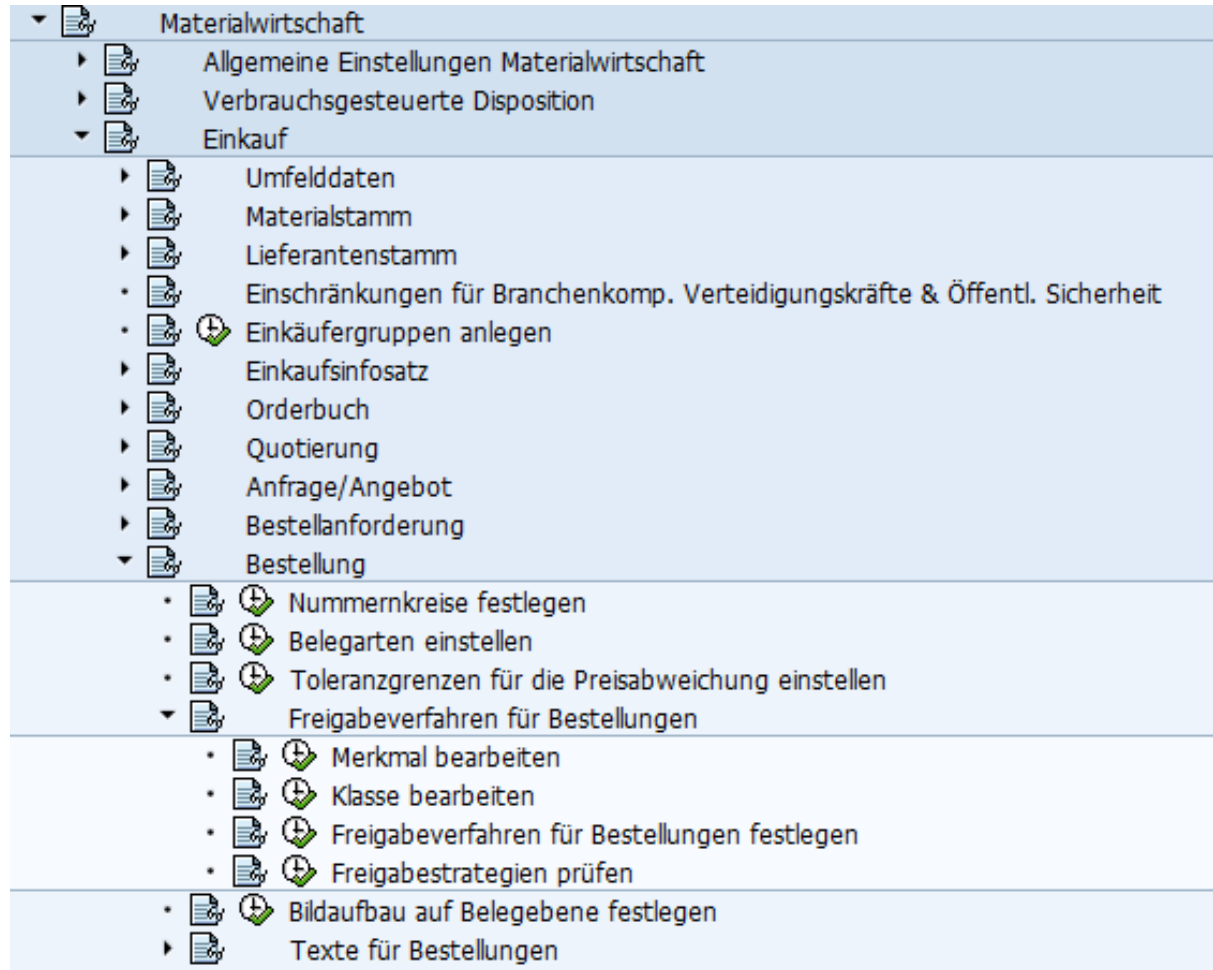 Materialwirtschaft
Allgemeine Einstellungen Materialwirtschaft
Verbrauchsgesteuerte Disposition
Einkauf
Umfelddaten
Materialstamm
Lieferantenstamm
Einschränkungen für Branchenkomp. Verteidigungskräfte & Öffentl. Sicherheit
Einkäufergruppen anlegen
Einkaufsinfosatz
Orderbuch
Quotierung
Anfrage/Angebot
Bestellanforderung
Bestellung
Nummernkreise festlegen
Belegarten einstellen
Toleranzgrenzen für die Preisabweichung einstellen
Freigabeverfahren für Bestellungen
Merkmal bearbeiten
Klasse bearbeiten
Freigabeverfahren für Bestellungen festlegen
Freigabestrategien prüfen
Bildaufbau auf Belegebene festlegen
Texte für Bestellungen